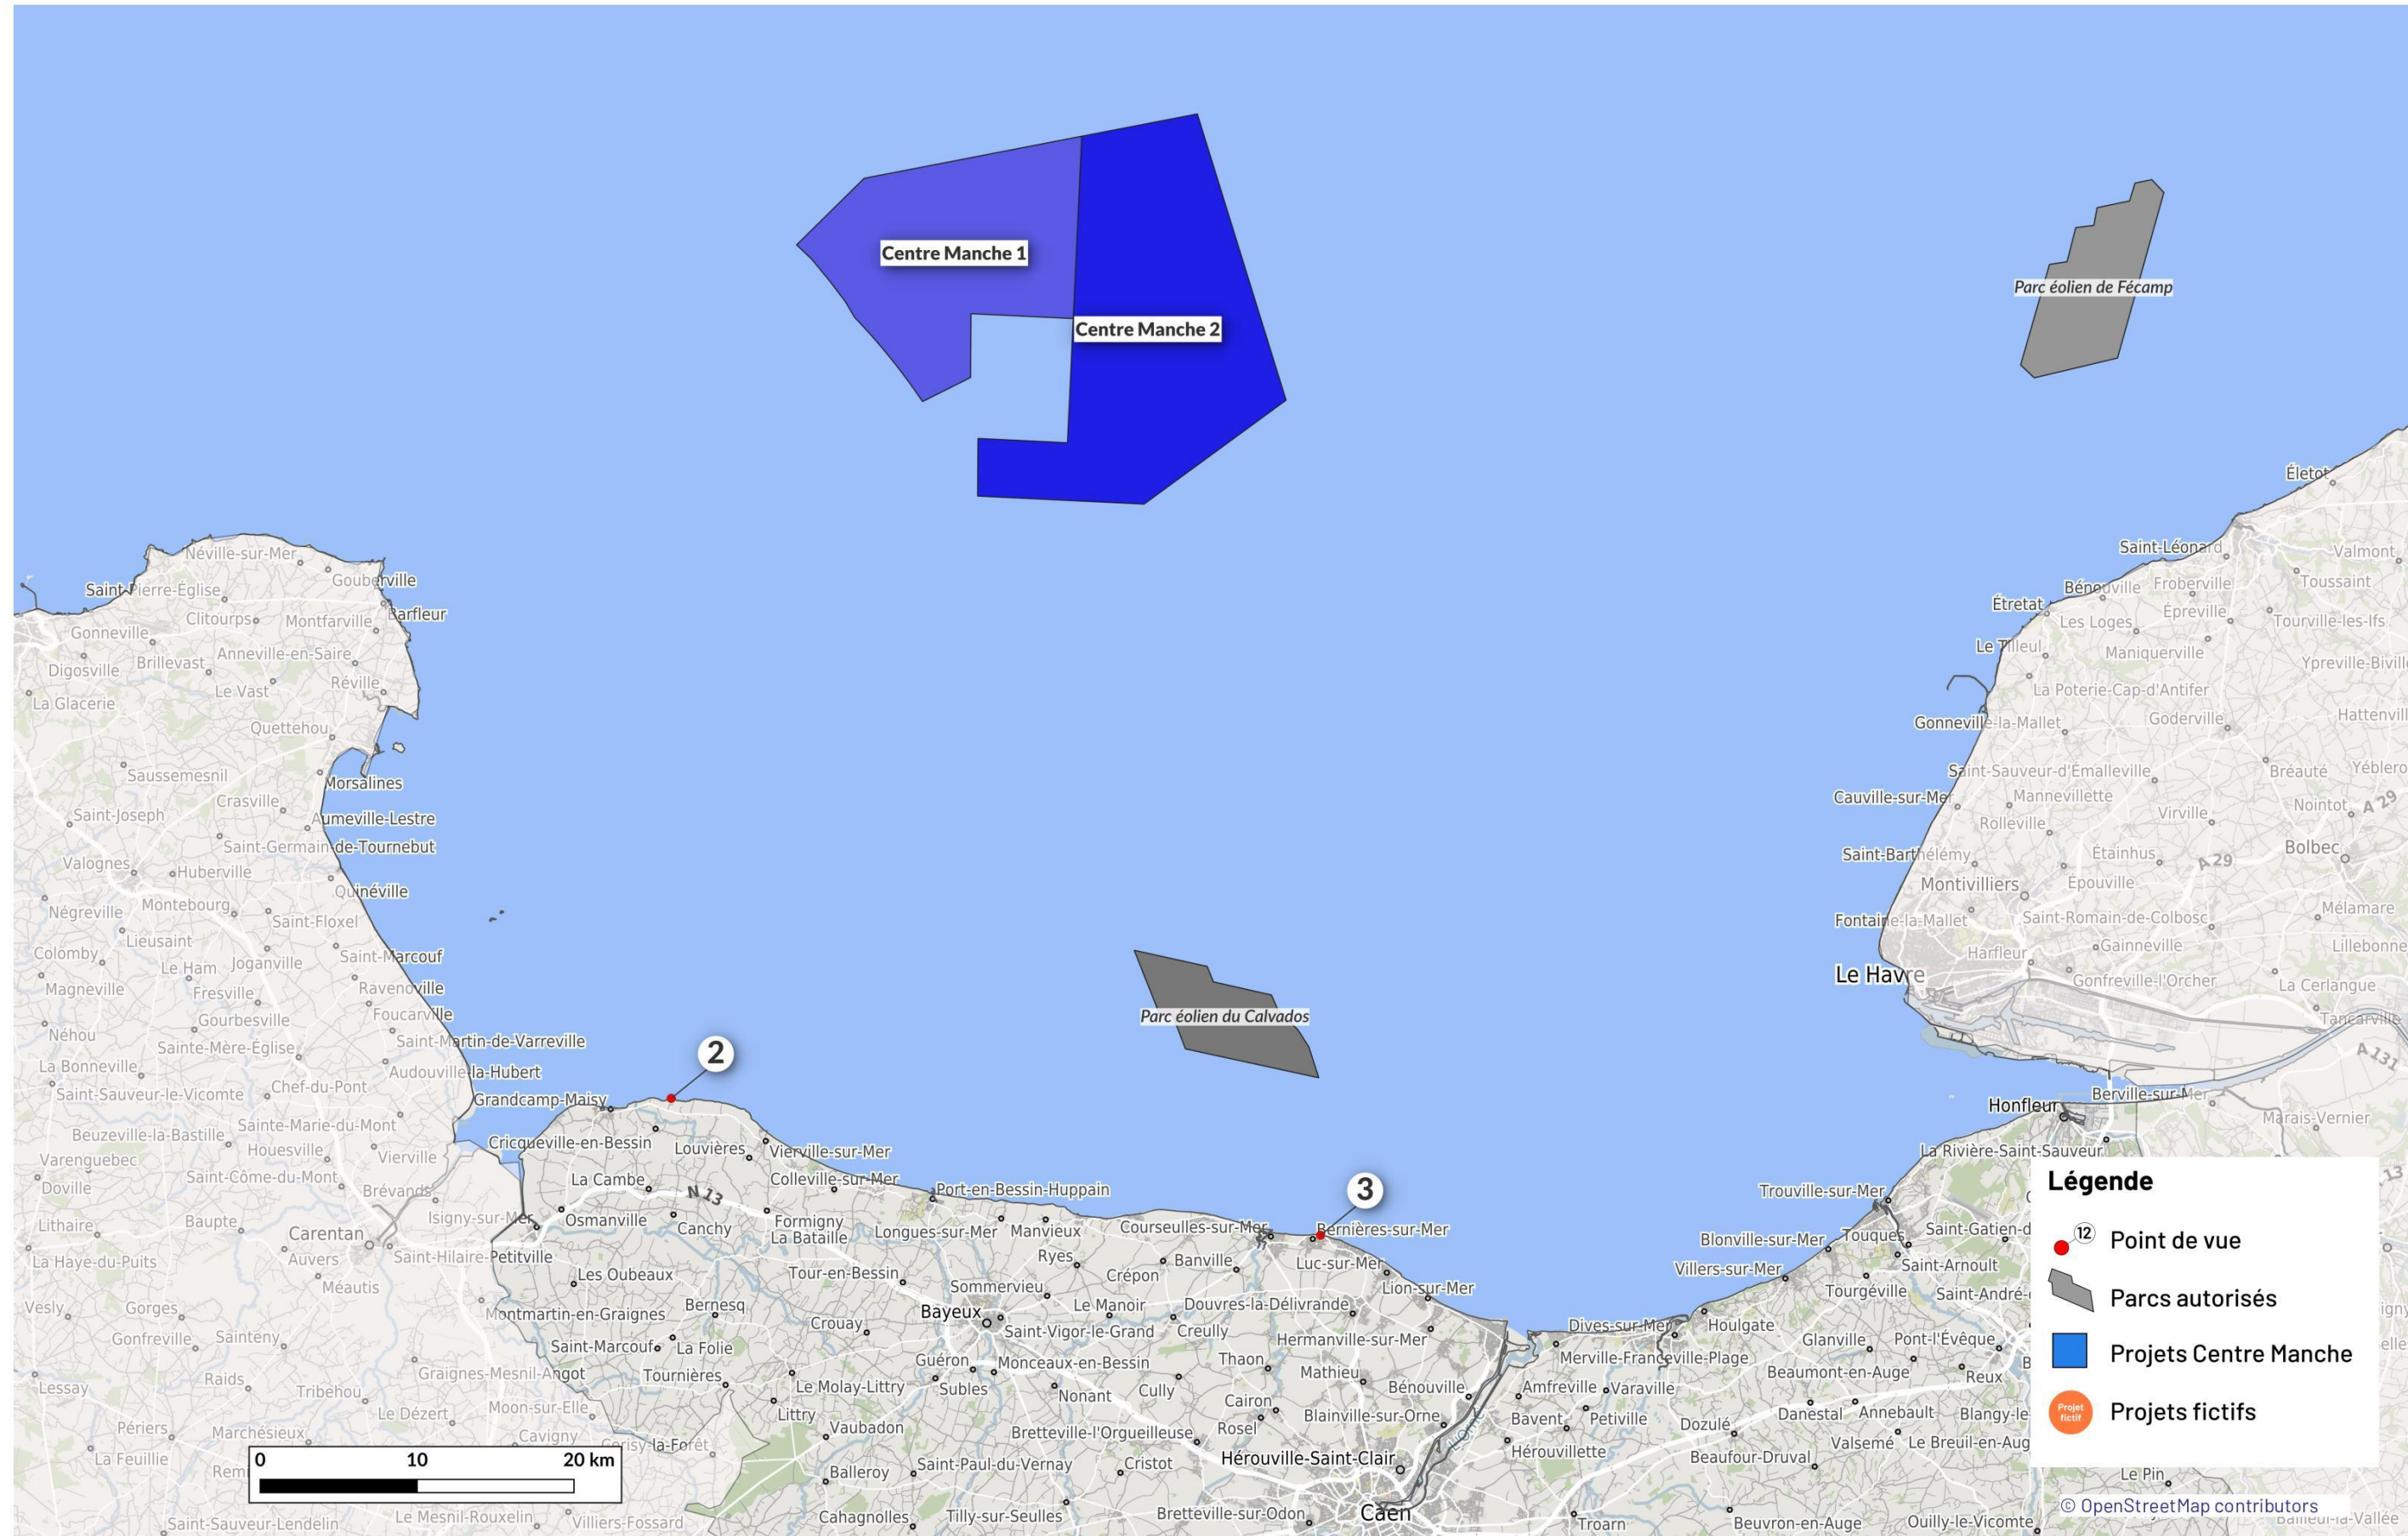 Centre Manche 1
Centre Manche 2
Parc éolien de Fécamp
Életot
Néville-sur-Mer
Gouberville
Saint-Pierre-Église
Clitourps
Montfarville
Barfleur
Gonneville
Digosville
Brillevast
Anneville-en-Saire
Le Vast
Réville
La Glacerie
Quettehou
Saussemesnil
Morsalines
Crasville
Saint-Joseph
Aumeville-Lestre
Saint-Germain-de-Tournebut
Valognes
Huberville
Quinéville
Négreville
Montebourg
Saint-Floxel
Lieusaint
Colomby
Le Ham
Joganville
Saint-Marcouf
Magneville
Fresville
Ravenoville
Foucarville
Gourbesville
Néhou
Sainte-Mère-Église
Saint-Martin-de-Varreville
La Bonneville
Audouville-la-Hubert
Chef-du-Pont
Saint-Sauveur-le-Vicomte
Grandcamp-Maisy
Sainte-Marie-du-Mont
Beuzeville-la-Bastille
Houesville
Vierville
Varenguebec
Saint-Côme-du-Mont
Doville
Brévands
Baupte
Lithaire
Carentan
Isigny-sur-Mer
Auvers
Saint-Hilaire-Petitville
La Haye-du-Puits
Méautis
Vesly
Gorges
Gonfreville
Sainteny
Montmartin-en-Graignes
Graignes-Mesnil-Angot
Raids
Lessay
Tribehou
Le Dézert
Moon-sur-Elle
Périers
Marchésieux
Cavigny
Cerisy-la-Forêt
La Feuillie
Remi
Saint-Sauveur-Lendelin
Le Mesnil-Rouxelin
Villiers-Fossard
0 10 20 km
2
Cricqueville-en-Bessin
Louvières
Vierville-sur-Mer
La Cambe
Colleville-sur-Mer
N 13
Port-en-Bessin-Huppain
Osmanville
Canchy
Formigny
La Bataille
Longues-sur-Mer
Manvieux
Les Oubeaux
Tour-en-Bessin
Ryes
Sommervieu
Crépon
Banville
Bernesq
Bayeux
Le Manoir
Crouay
Saint-Vigor-le-Grand
Creully
Saint-Marcouf
La Folie
Guéron
Monceaux-en-Bessin
Tournières
Le Molay-Littry
Subles
Nonant
Cully
Littry
Vaubadon
Bretteville-l'Orgueilleuse
Balleroy
Saint-Paul-du-Vernay
Cristot
Cahagnolles
Tilly-sur-Seulles
Bretteville-sur-Odon
Parc éolien du Calvados
3
Courseulles-sur-Mer
Bernières-sur-Mer
Luc-sur-Mer
Lion-sur-Mer
Douvres-la-Délivrande
Hermanville-sur-Mer
Thaon
Mathieu
Cairon
Bénouville
Rosel
Blainville-sur-Orne
L'Orne
Hérouville-Saint-Clair
Caen
Dives-sur-Mer
Houlgate
Merville-Franceville-Plage
Amfreville
Varaville
Bavent
Petiville
Hérouvillette
Dozulé
Troarn
Beaufour-Druval
Beuvron-en-Auge
Saint-Léonard
Valmont
Bénouville
Froberville
Toussaint
Étretat
Les Loges
Épreville
Tourville-les-Ifs
Le Tilleul
Maniquerville
Ypreville-Bivill
La Poterie-Cap-d'Antifer
Gonneville-la-Mallet
Goderville
Hattenvill
Saint-Sauveur-d'Émalleville
Bréauté
Yéblero
Cauville-sur-Mer
Mannevillette
Rolleville
Virville
Nointot
A 29
Saint-Barthélémy
Étainhus
A 29
Bolbec
Montivilliers
Épouville
Fontaine-la-Mallet
Saint-Romain-de-Colbosc
Mélamare
Harfleur
Gainneville
Lillebonne
Le Havre
Gonfreville-l'Orcher
La Cerlangue
Tancarville
A 131
Honfleur
Berville-sur-Mer
Marais-Vernier
La Rivière-Saint-Sauveur
13
Trouville-sur-Mer
Saint-Gatien-d
Blonville-sur-Mer
Touques
Villers-sur-Mer
Saint-Arnoult
Tourgéville
Saint-André-
Glanville
Pont-l'Évêque
Beaumont-en-Auge
Reux
Danestal
Annebault
Blangy-le
Valsemé
Le Breuil-en-Aug
Ouilly-le-Vicomte
Le Pin
Légende
12
Point de vue
Parcs autorisés
Projets Centre Manche
Projet
fictif
Projets fictifs
© OpenStreetMap contributors
Bailleul-la-Vallée